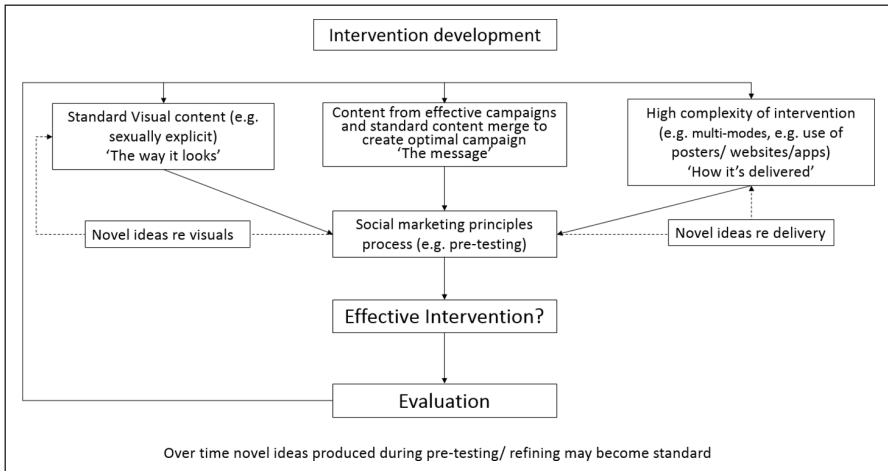 Intervention development
Standard Visual content (e.g.
sexually explicit)
‘The way it looks’
Content from effective campaigns
and standard content merge to
create optimal campaign
‘The message’
High complexity of intervention
(e.g. multi-modes, e.g. use of
posters/ websites/apps)
‘How it’s delivered’
Novel ideas re visuals
Social marketing principles
process (e.g. pre-testing)
Novel ideas re delivery
Effective Intervention?
Evaluation
Over time novel ideas produced during pre-testing/ refining may become standard